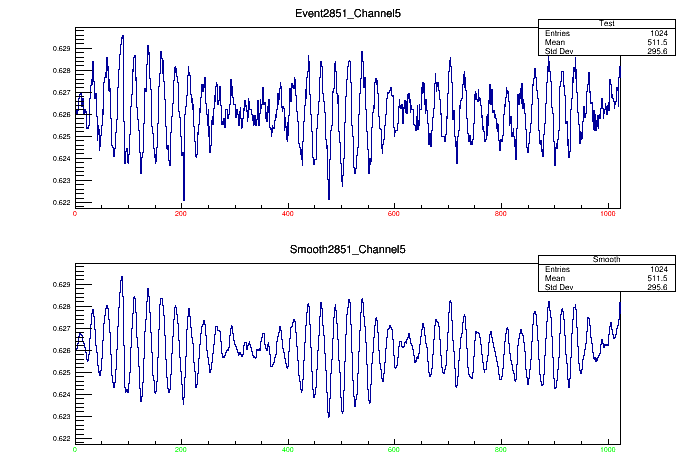 Event2851_Channel5
Test
Entries 1024
Mean 511.5
Std Dev 295.6
0.629
0.628
0.627
0.626
0.625
0.624
0.623
0.622
0 200 400 600 800 1000
Smooth2851_Channel5
Smooth
Entries 1024
Mean 511.5
Std Dev 295.6
0.629
0.628
0.627
0.626
0.625
0.624
0.623
0.622
0 200 400 600 800 1000